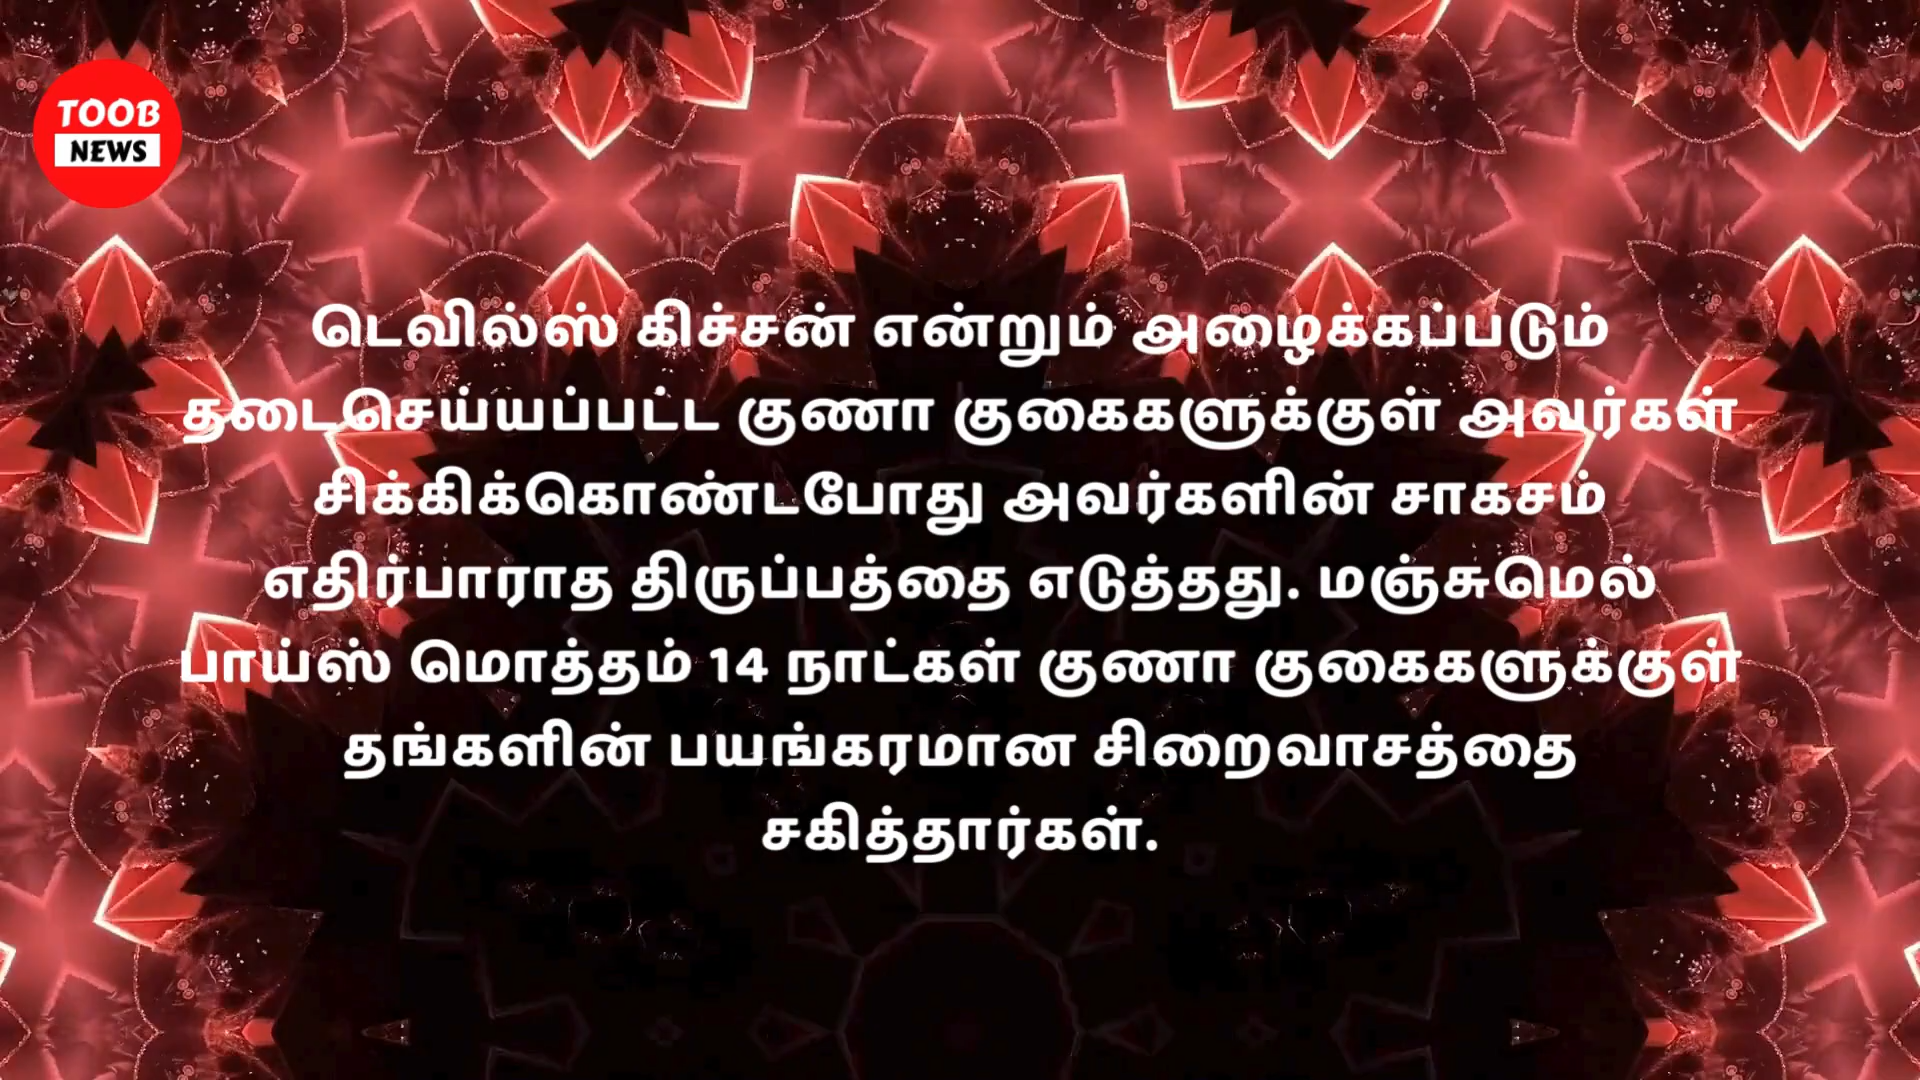 TOOB
NEWS
டெவில்ஸ் கிச்சன் என்றும் அழைக்கப்படும்
தடைசெய்யப்பட்ட குணா குகைகளுக்குள் அவர்கள்
சிக்கிக்கொண்டபோது அவர்களின் சாகசம்
எதிர்பாராத திருப்பத்தை எடுத்தது. மஞ்சுமெல்
பாய்ஸ் மொத்தம் 14 நாட்கள் குணா குகைகளுக்குள்
தங்களின் பயங்கரமான சிறைவாசத்தை
சகித்தார்கள்.